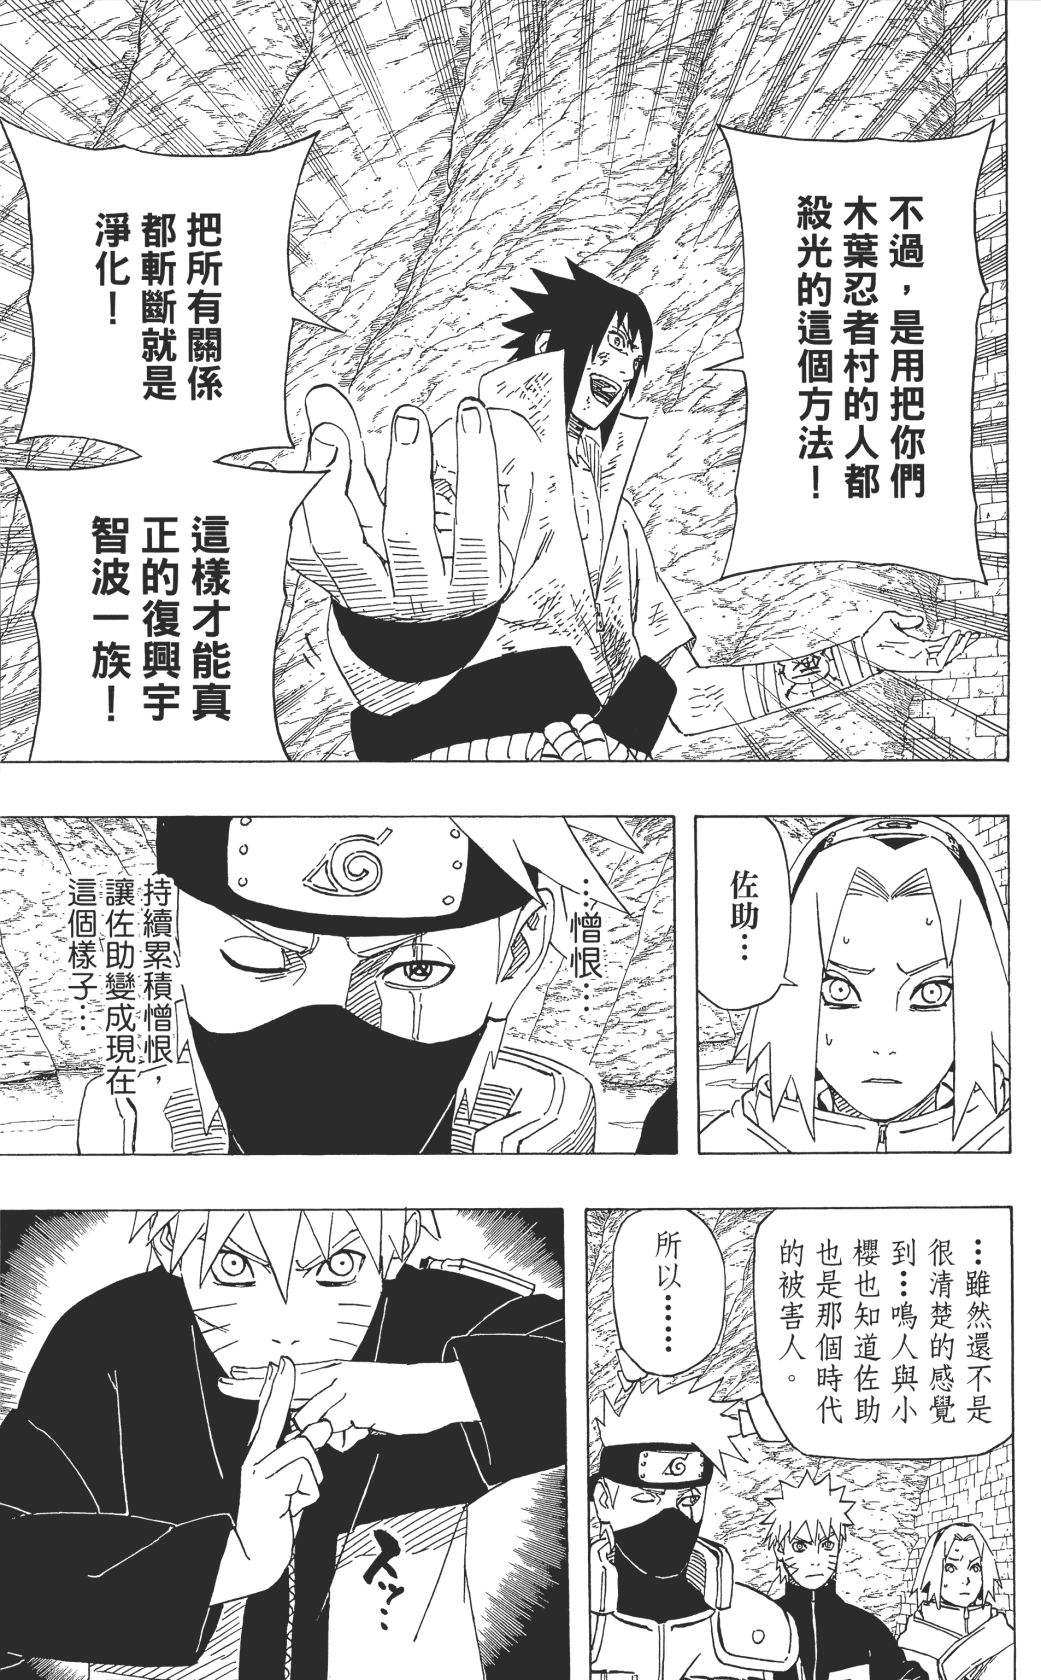 不過，是用把你們
木葉忍者村的人都
殺光的這個方法！
把所有關係
都斬斷就是
淨化！
這樣才能真
正的復興宇
智波一族！
佐助…
…憎恨…
持續累積憎恨，
讓佐助變成現在
這個樣子…
…雖然還不是
很清楚的感覺
到…鳴人與小
櫻也知道佐助
也是那個時代
的被害人。
所以……
スッ